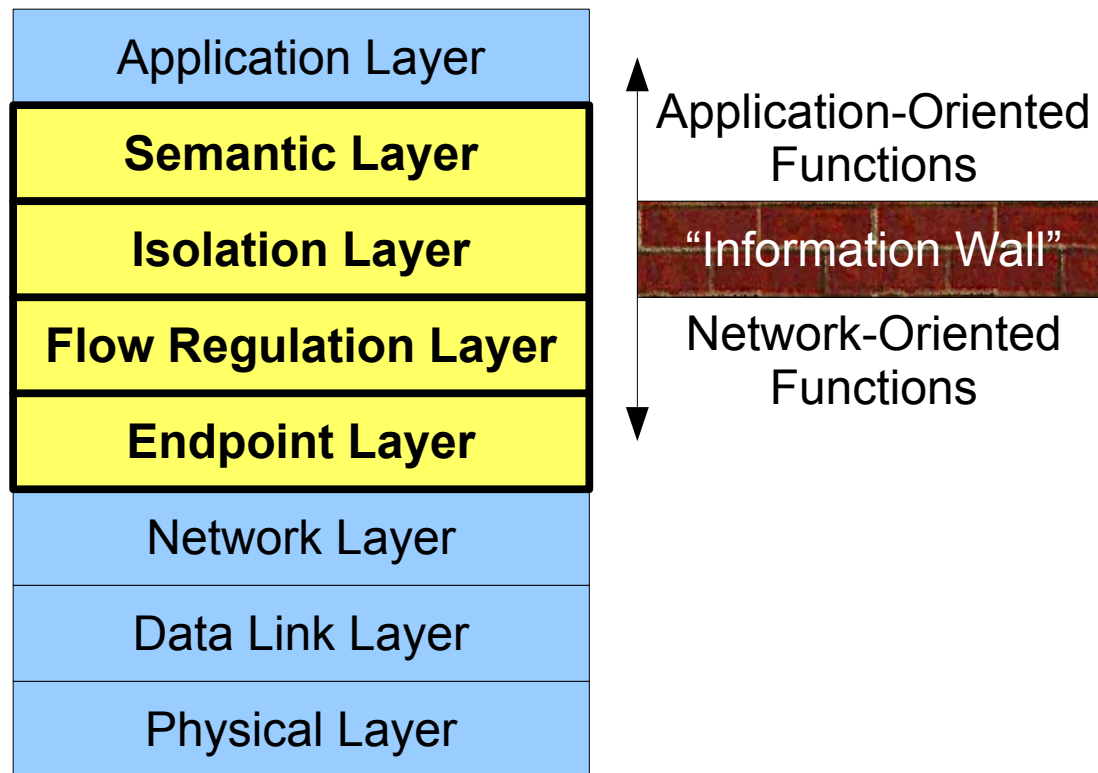 Application Layer
Semantic Layer
Isolation Layer
Flow Regulation Layer
Endpoint Layer
Network Layer
Data Link Layer
Physical Layer
Application-Oriented
Functions
“Information Wall”
Network-Oriented
Functions